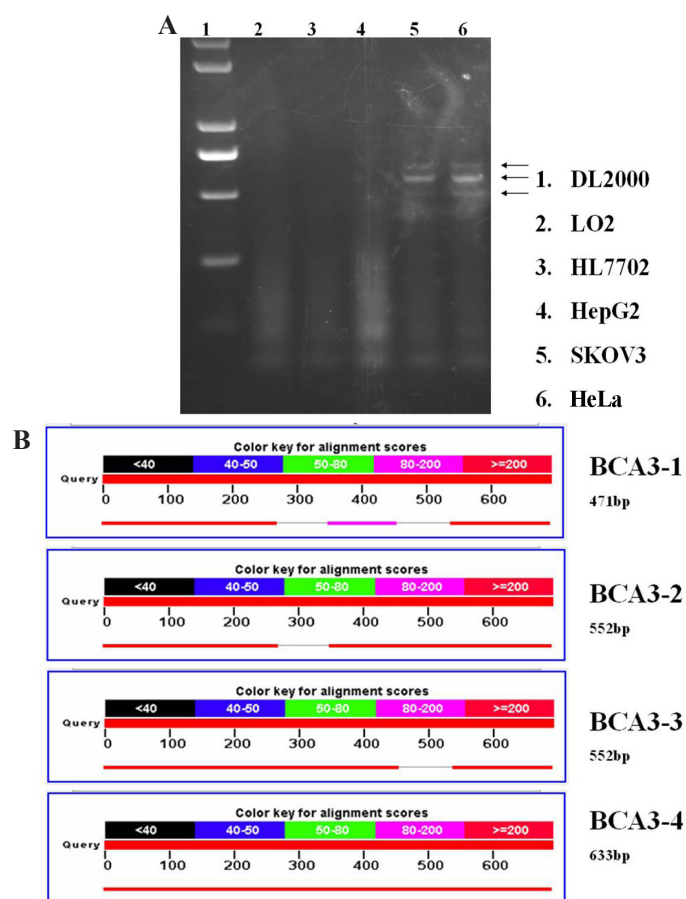 A
1 2 3 4 5 6
1. DL2000
2. LO2
3. HL7702
4. HepG2
5. SKOV3
6. HeLa
B
Color key for alignment scores
<40 40-50 50-80 80-200 >=200
Query
0 100 200 300 400 500 600
BCA3-1
471bp
Color key for alignment scores
<40 40-50 50-80 80-200 >=200
Query
0 100 200 300 400 500 600
BCA3-2
552bp
Color key for alignment scores
<40 40-50 50-80 80-200 >=200
Query
0 100 200 300 400 500 600
BCA3-3
552bp
Color key for alignment scores
<40 40-50 50-80 80-200 >=200
Query
0 100 200 300 400 500 600
BCA3-4
633bp